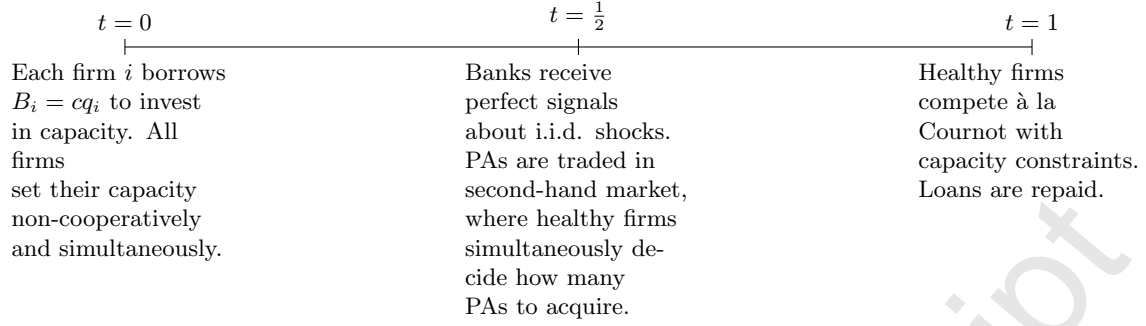 t = 0
t = 1/2
t = 1
Each firm i borrows
B_i = cq_i to invest
in capacity. All
firms
set their capacity
non-cooperatively
and simultaneously.
Banks receive
perfect signals
about i.i.d. shocks.
PAs are traded in
second-hand market,
where healthy firms
simultaneously de-
cide how many
PAs to acquire.
Healthy firms
compete à la
Cournot with
capacity constraints.
Loans are repaid.
ipt